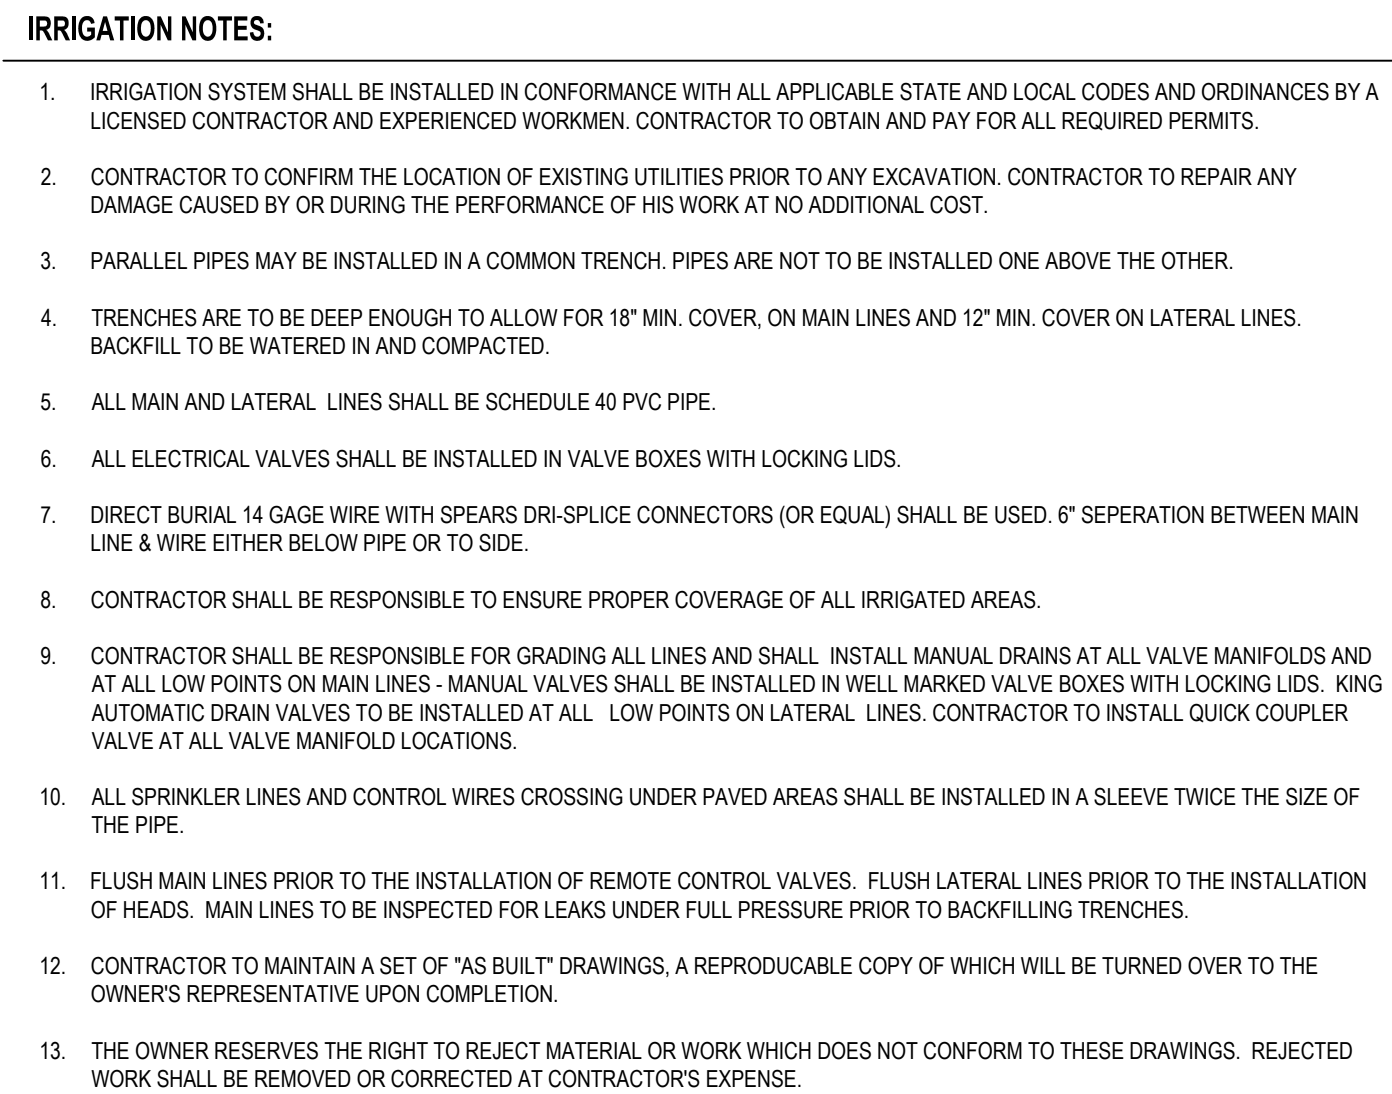 IRRIGATION NOTES:
1. IRRIGATION SYSTEM SHALL BE INSTALLED IN CONFORMANCE WITH ALL APPLICABLE STATE AND LOCAL CODES AND ORDINANCES BY A
LICENSED CONTRACTOR AND EXPERIENCED WORKMEN. CONTRACTOR TO OBTAIN AND PAY FOR ALL REQUIRED PERMITS.
2. CONTRACTOR TO CONFIRM THE LOCATION OF EXISTING UTILITIES PRIOR TO ANY EXCAVATION. CONTRACTOR TO REPAIR ANY
DAMAGE CAUSED BY OR DURING THE PERFORMANCE OF HIS WORK AT NO ADDITIONAL COST.
3. PARALLEL PIPES MAY BE INSTALLED IN A COMMON TRENCH. PIPES ARE NOT TO BE INSTALLED ONE ABOVE THE OTHER.
4. TRENCHES ARE TO BE DEEP ENOUGH TO ALLOW FOR 18" MIN. COVER, ON MAIN LINES AND 12" MIN. COVER ON LATERAL LINES.
BACKFILL TO BE WATERED IN AND COMPACTED.
5. ALL MAIN AND LATERAL LINES SHALL BE SCHEDULE 40 PVC PIPE.
6. ALL ELECTRICAL VALVES SHALL BE INSTALLED IN VALVE BOXES WITH LOCKING LIDS.
7. DIRECT BURIAL 14 GAGE WIRE WITH SPEARS DRI-SPLICE CONNECTORS (OR EQUAL) SHALL BE USED. 6" SEPERATION BETWEEN MAIN
LINE & WIRE EITHER BELOW PIPE OR TO SIDE.
8. CONTRACTOR SHALL BE RESPONSIBLE TO ENSURE PROPER COVERAGE OF ALL IRRIGATED AREAS.
9. CONTRACTOR SHALL BE RESPONSIBLE FOR GRADING ALL LINES AND SHALL INSTALL MANUAL DRAINS AT ALL VALVE MANIFOLDS AND
AT ALL LOW POINTS ON MAIN LINES - MANUAL VALVES SHALL BE INSTALLED IN WELL MARKED VALVE BOXES WITH LOCKING LIDS. KING
AUTOMATIC DRAIN VALVES TO BE INSTALLED AT ALL LOW POINTS ON LATERAL LINES. CONTRACTOR TO INSTALL QUICK COUPLER
VALVE AT ALL VALVE MANIFOLD LOCATIONS.
10. ALL SPRINKLER LINES AND CONTROL WIRES CROSSING UNDER PAVED AREAS SHALL BE INSTALLED IN A SLEEVE TWICE THE SIZE OF
THE PIPE.
11. FLUSH MAIN LINES PRIOR TO THE INSTALLATION OF REMOTE CONTROL VALVES. FLUSH LATERAL LINES PRIOR TO THE INSTALLATION
OF HEADS. MAIN LINES TO BE INSPECTED FOR LEAKS UNDER FULL PRESSURE PRIOR TO BACKFILLING TRENCHES.
12. CONTRACTOR TO MAINTAIN A SET OF "AS BUILT" DRAWINGS, A REPRODUCABLE COPY OF WHICH WILL BE TURNED OVER TO THE
OWNER'S REPRESENTATIVE UPON COMPLETION.
13. THE OWNER RESERVES THE RIGHT TO REJECT MATERIAL OR WORK WHICH DOES NOT CONFORM TO THESE DRAWINGS. REJECTED
WORK SHALL BE REMOVED OR CORRECTED AT CONTRACTOR'S EXPENSE.